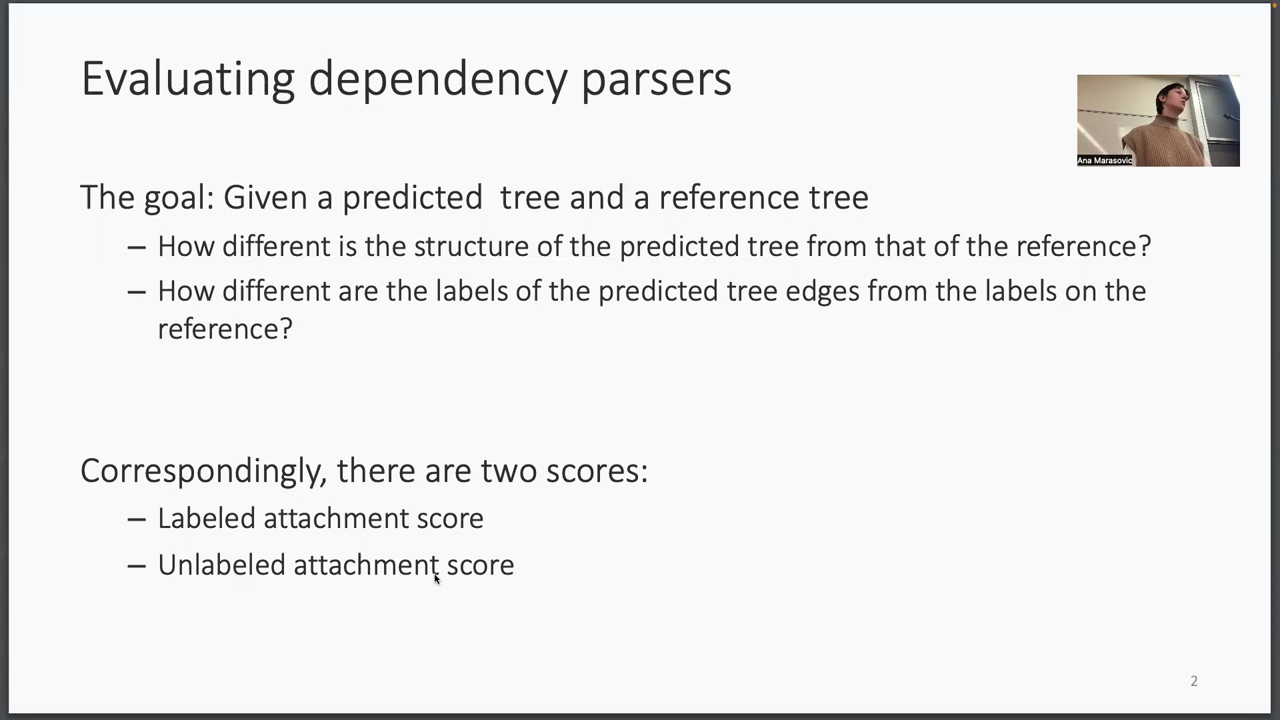 Evaluating dependency parsers
Ana Marasovic
The goal: Given a predicted  tree and a reference tree
– How different is the structure of the predicted tree from that of the reference?
– How different are the labels of the predicted tree edges from the labels on the
reference?
Correspondingly, there are two scores:
– Labeled attachment score
– Unlabeled attachment score
2